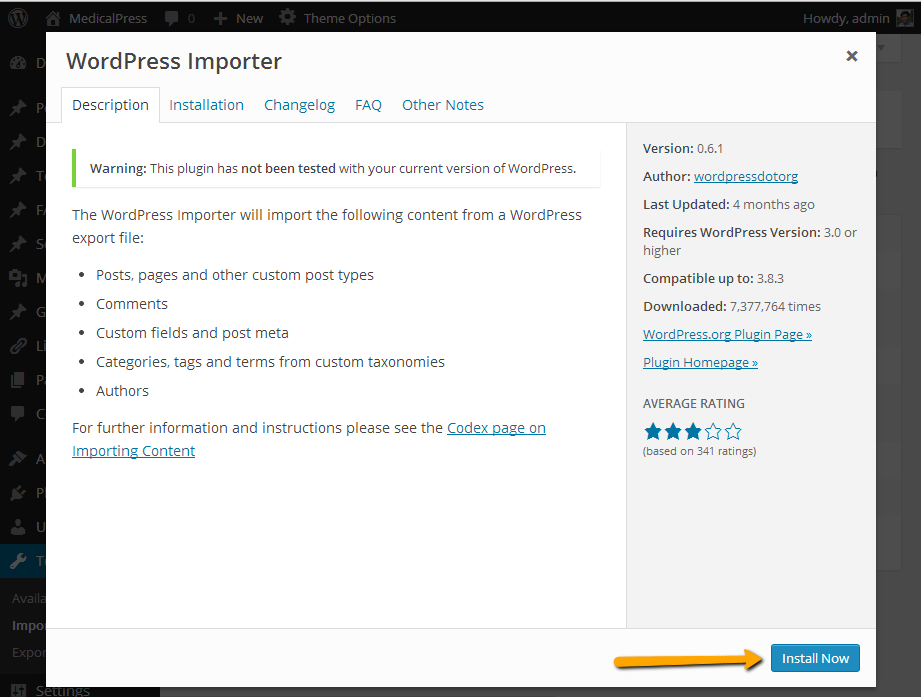 MedicalPress 0 New Theme Options Howdy, admin
WordPress Importer
Description Installation Changelog FAQ Other Notes
Warning: This plugin has not been tested with your current version of WordPress.
The WordPress Importer will import the following content from a WordPress
export file:
Posts, pages and other custom post types
Comments
Custom fields and post meta
Categories, tags and terms from custom taxonomies
Authors
For further information and instructions please see the Codex page on
Importing Content
Version: 0.6.1
Author: wordpressdotorg
Last Updated: 4 months ago
Requires WordPress Version: 3.0 or
higher
Compatible up to: 3.8.3
Downloaded: 7,377,764 times
WordPress.org Plugin Page »
Plugin Homepage »
AVERAGE RATING
(based on 341 ratings)
Install Now
Settings